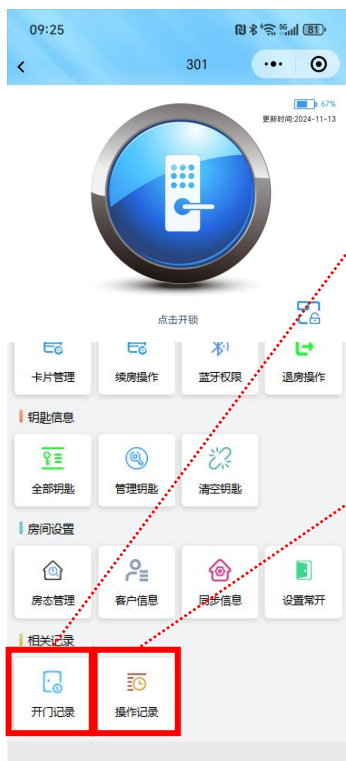 09:25
5G
81
301
67%
更新时间:2024-11-13
点击开锁
卡片管理 续房操作 蓝牙权限 退房操作
钥匙信息
全部钥匙 管理钥匙 清空钥匙
房间设置
房态管理 客户信息 同步信息 设置常开
相关记录
开门记录 操作记录